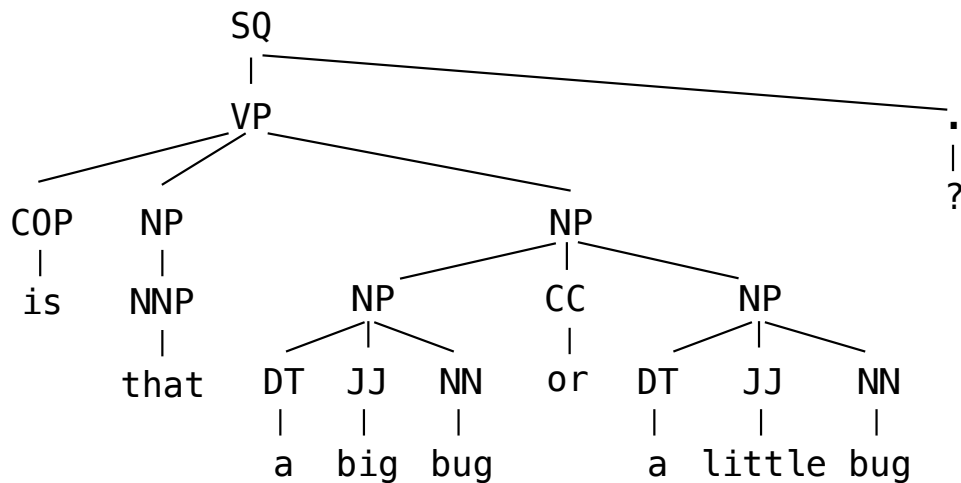 SQ
VP .
COP NP NP ?
is NNP NP CC NP
that DT JJ NN or DT JJ NN
a big bug a little bug